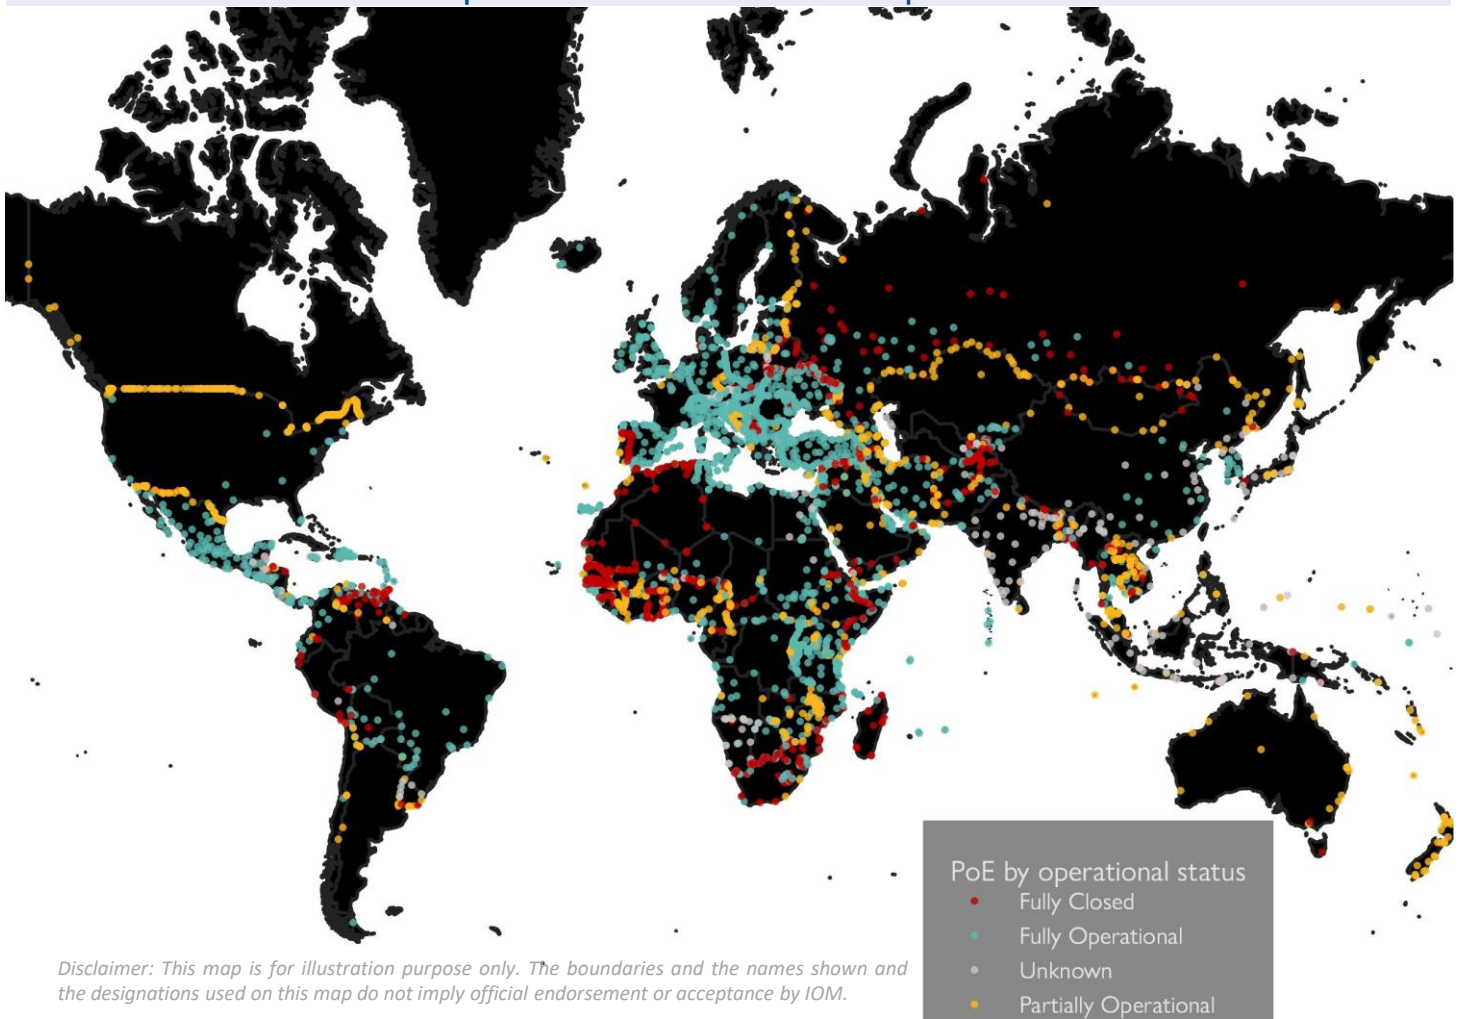 PoE by operational status
Fully Closed
Fully Operational
Unknown
Partially Operational
Disclaimer: This map is for illustration purpose only. The boundaries and the names shown and
the designations used on this map do not imply official endorsement or acceptance by IOM.